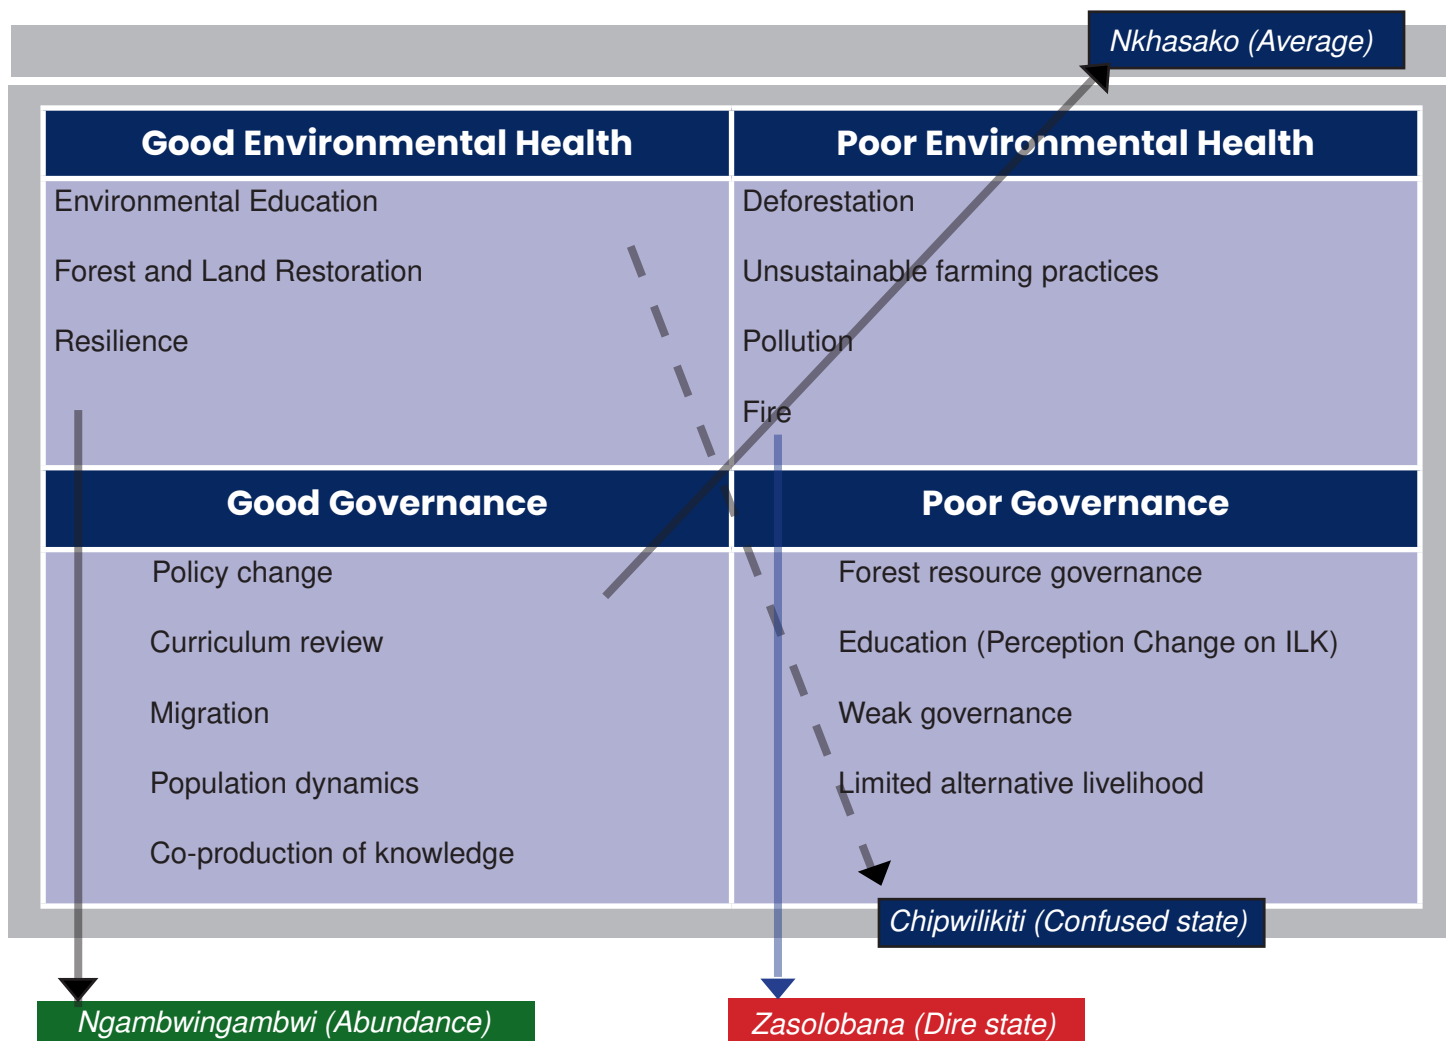 Nkhasako (Average)
Good Environmental Health
Poor Environmental Health
Environmental Education
Forest and Land Restoration
Resilience
Deforestation
Unsustainable farming practices
Pollution
Fire
Good Governance
Poor Governance
Policy change
Curriculum review
Migration
Population dynamics
Co-production of knowledge
Forest resource governance
Education (Perception Change on ILK)
Weak governance
Limited alternative livelihood
Chipwilikiti (Confused state)
Ngambwingambwi (Abundance)
Zasolobana (Dire state)